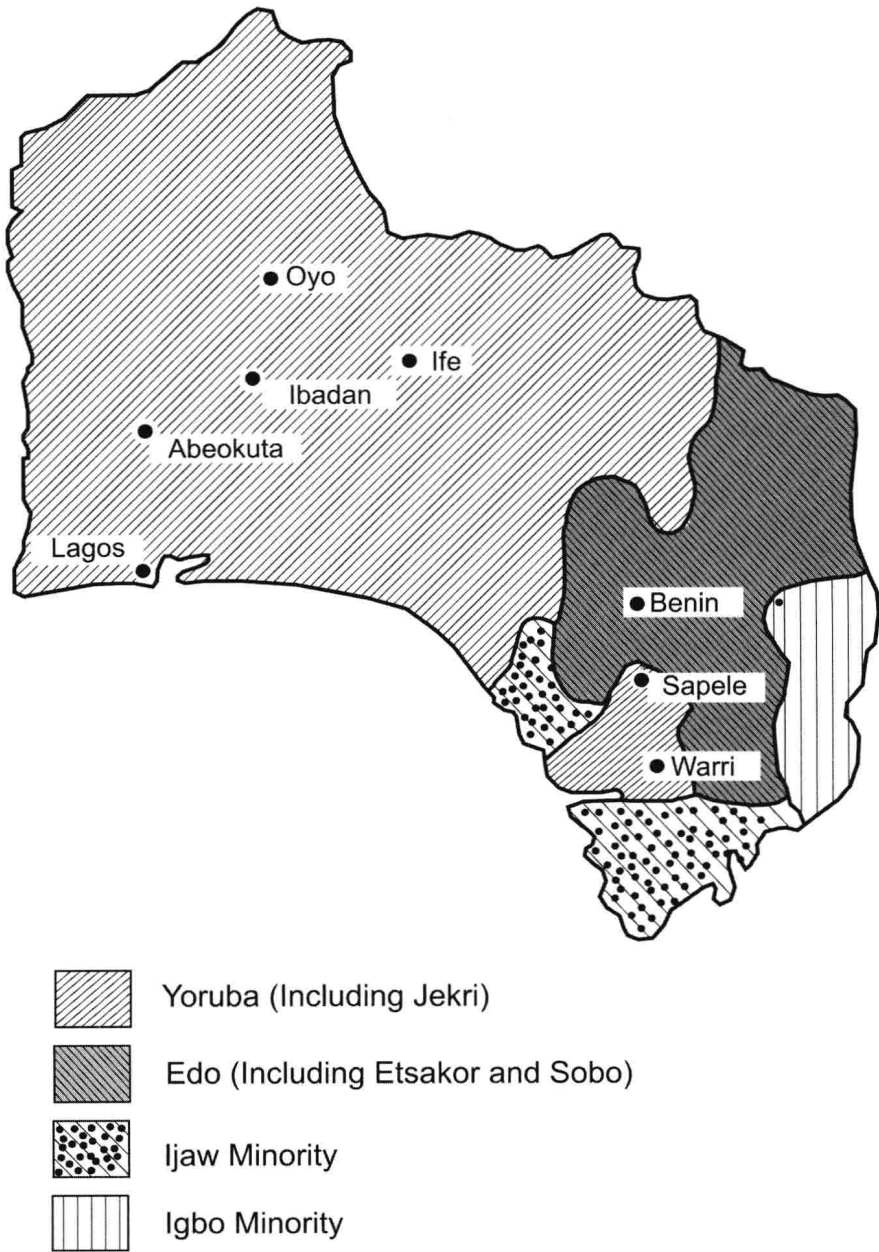 Oyo
Ife
Ibadan
Abeokuta
Lagos
Benin
Sapele
Warri
Yoruba (Including Jekri)
Edo (Including Etsakor and Sobo)
Ijaw Minority
Igbo Minority